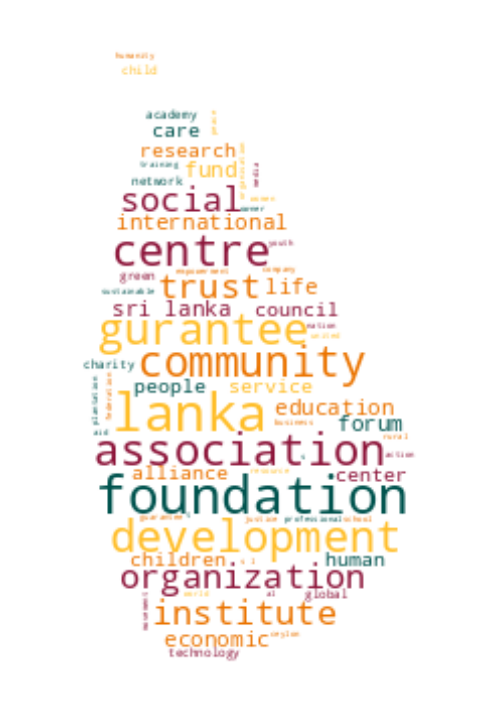 humanity
child
academy
care
research
training
fund
network
social
international
centre
youth
green
empowerment
company
sustainable
trust
life
sri lanka
council
nation
gurantee
united
charity
community
people
service
lanka
education
business
forum
aid
rural
association
action
alliance
resource
center
foundation
guarantee
justice
professional
school
development
children
human
organization
world
al
global
institute
economic
ceylon
technology